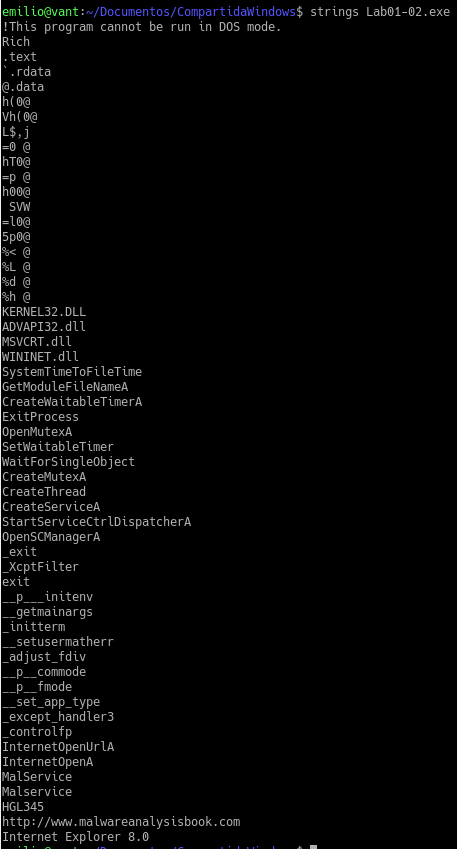 emilio@vant:~/Documentos/CompartidaWindows$ strings Lab01-02.exe
!This program cannot be run in DOS mode.
Rich
.text
`.rdata
@.data
h(0@
Vh(0@
L$,j
=0 @
hT0@
=p @
h00@
 SVW
=l0@
5p0@
%< @
%L @
%d @
%h @
KERNEL32.DLL
ADVAPI32.dll
MSVCRT.dll
WININET.dll
SystemTimeToFileTime
GetModuleFileNameA
CreateWaitableTimerA
ExitProcess
OpenMutexA
SetWaitableTimer
WaitForSingleObject
CreateMutexA
CreateThread
CreateServiceA
StartServiceCtrlDispatcherA
OpenSCManagerA
_exit
_XcptFilter
exit
__p___initenv
__getmainargs
_initterm
__setusermatherr
_adjust_fdiv
__p__commode
__p__fmode
__set_app_type
_except_handler3
_controlfp
InternetOpenUrlA
InternetOpenA
MalService
Malservice
HGL345
http://www.malwareanalysisbook.com
Internet Explorer 8.0